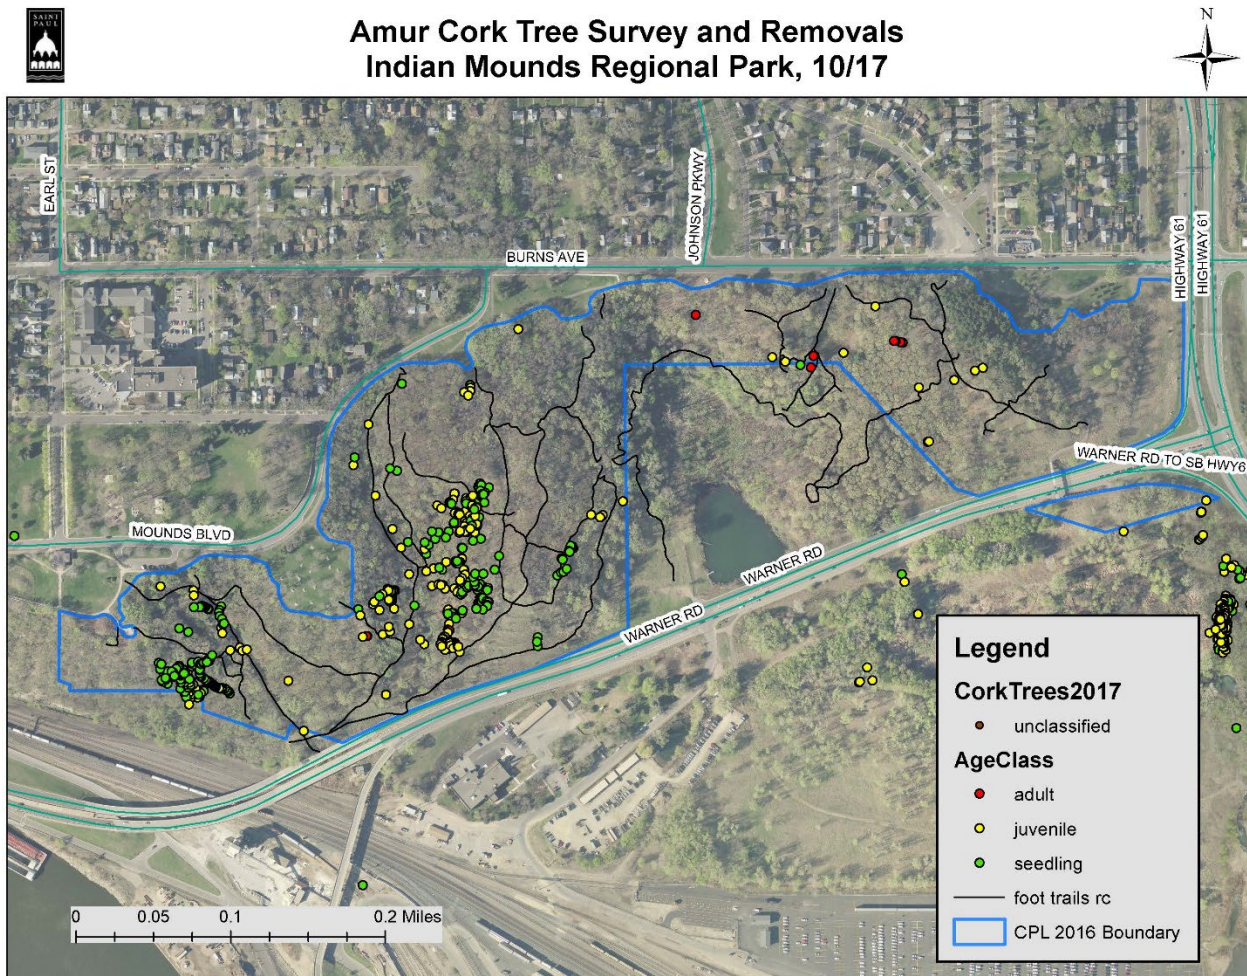 SAINT
PAUL
Amur Cork Tree Survey and Removals
Indian Mounds Regional Park, 10/17
N
EARL ST
JOHNSON PKWY
BURNS AVE
HIGHWAY 61
HIGHWAY 61
WARNER RD TO SB HWY6
MOUNDS BLVD
WARNER RD
WARNER RD
Legend
CorkTrees2017
unclassified
AgeClass
adult
juvenile
seedling
foot trails rc
CPL 2016 Boundary
0 0.05 0.1 0.2 Miles